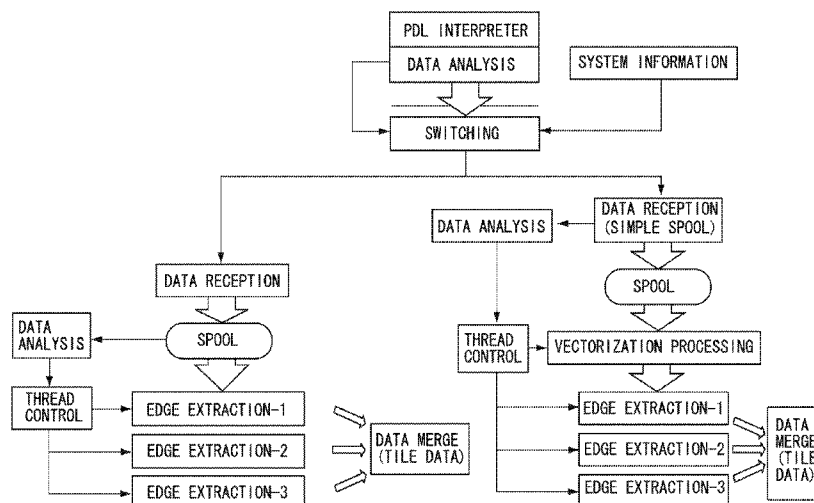 PDL INTERPRETER
DATA ANALYSIS
SYSTEM INFORMATION
SWITCHING
DATA RECEPTION
(SIMPLE SPOOL)
DATA ANALYSIS
DATA RECEPTION
SPOOL
SPOOL
DATA
ANALYSIS
THREAD
CONTROL
VECTORIZATION PROCESSING
THREAD
CONTROL
EDGE EXTRACTION-1
EDGE EXTRACTION-2
EDGE EXTRACTION-3
DATA MERGE
(TILE DATA)
EDGE EXTRACTION-1
EDGE EXTRACTION-2
EDGE EXTRACTION-3
DATA
MERGE
(TILE
DATA)